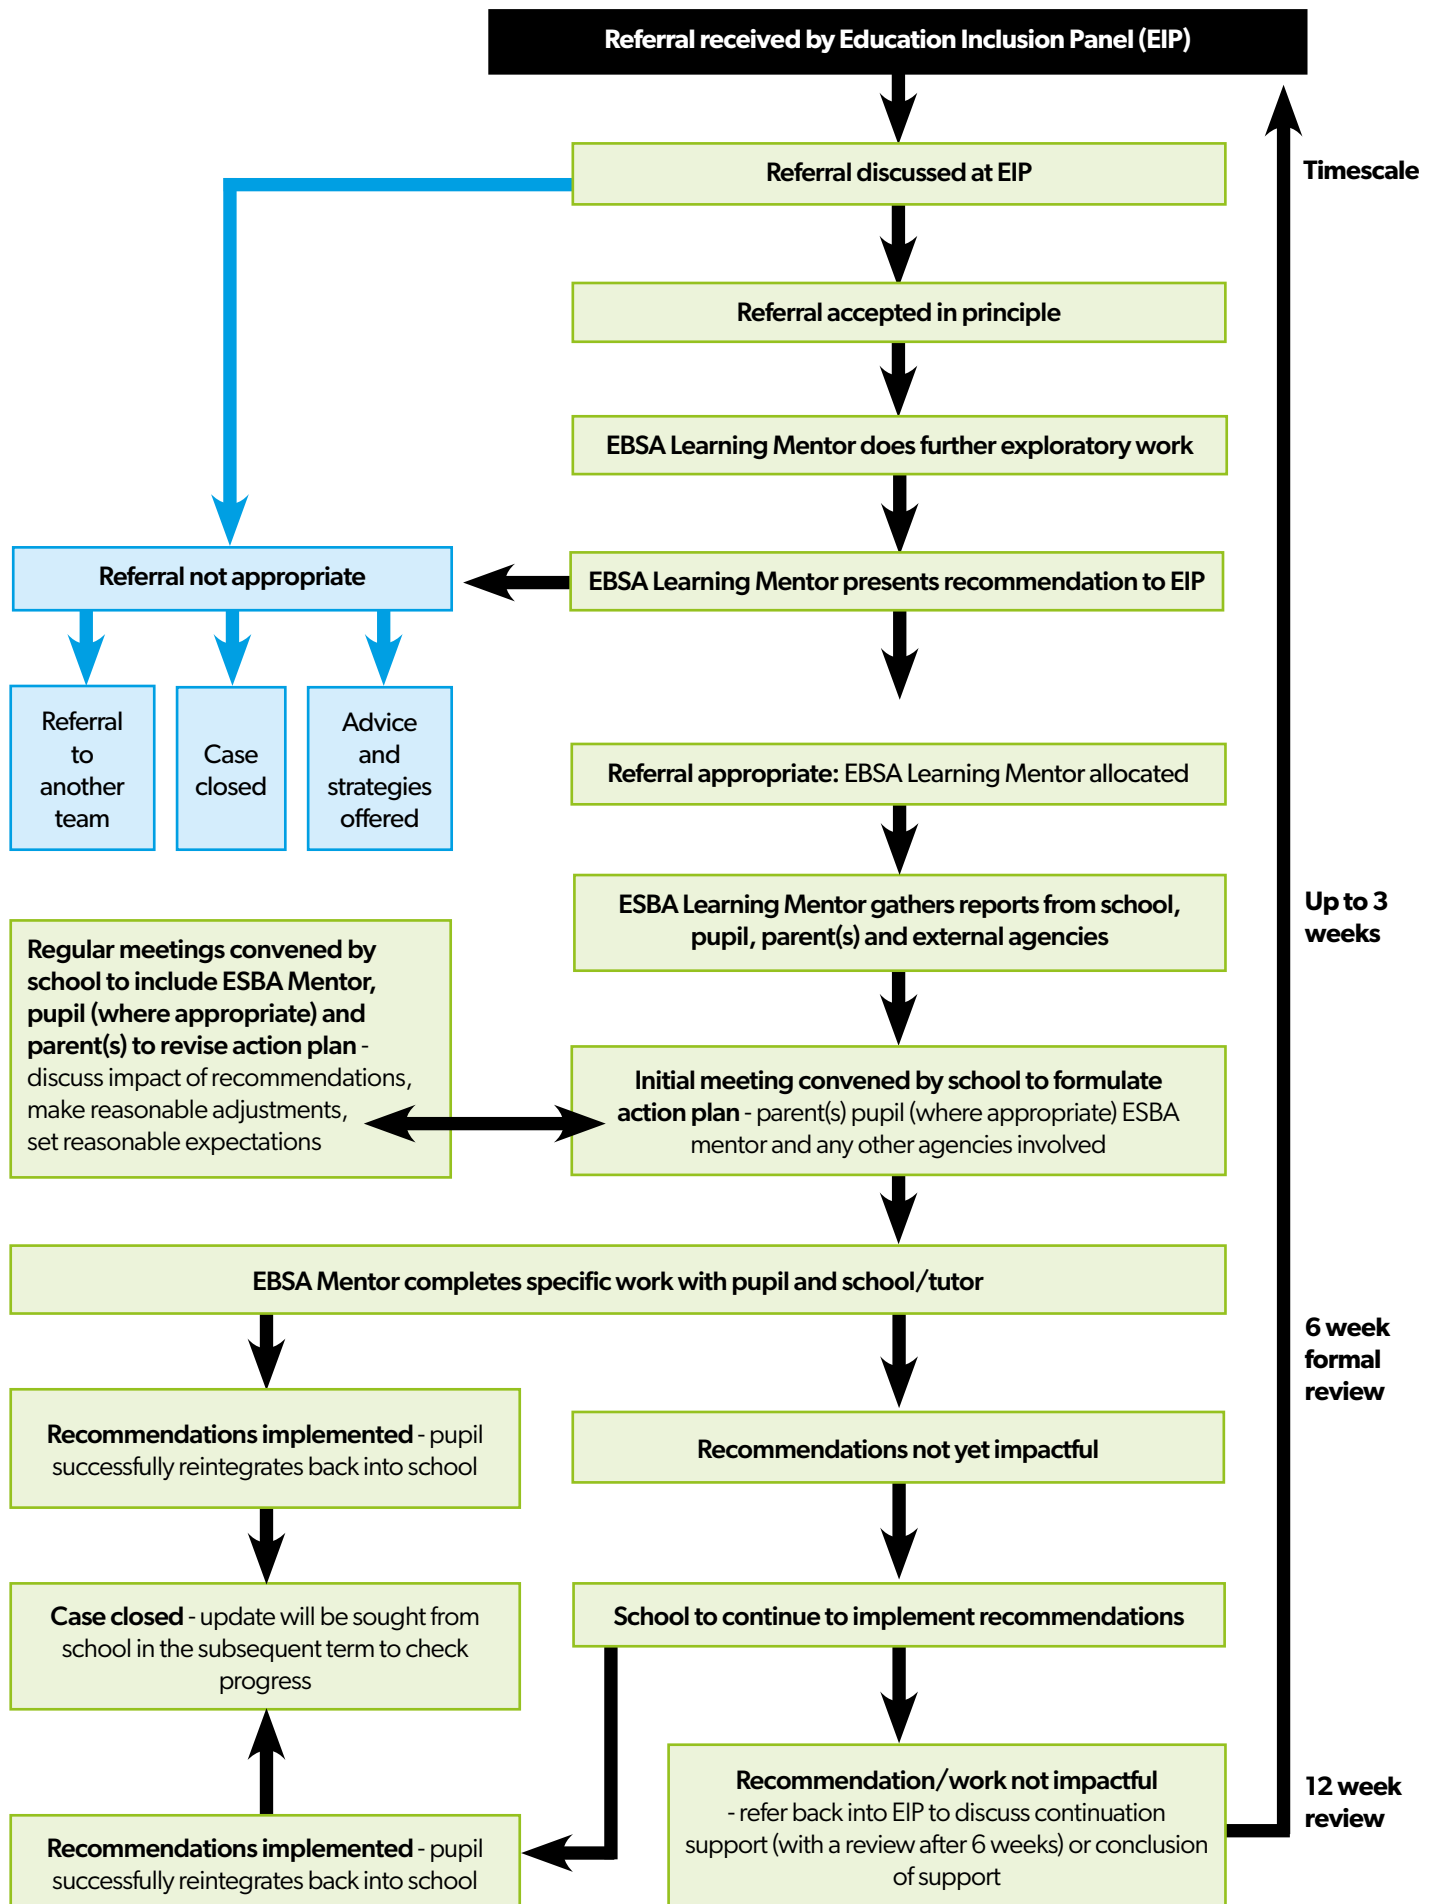 Referral received by Education Inclusion Panel (EIP)
Timescale
Referral discussed at EIP
Referral accepted in principle
EBSA Learning Mentor does further exploratory work
EBSA Learning Mentor presents recommendation to EIP
Referral not appropriate
Referral
to
another
team
Case
closed
Advice
and
strategies
offered
Referral appropriate: EBSA Learning Mentor allocated
ESBA Learning Mentor gathers reports from school,
pupil, parent(s) and external agencies
Up to 3
weeks
Regular meetings convened by
school to include ESBA Mentor,
pupil (where appropriate) and
parent(s) to revise action plan -
discuss impact of recommendations,
make reasonable adjustments,
set reasonable expectations
Initial meeting convened by school to formulate
action plan - parent(s) pupil (where appropriate) ESBA
mentor and any other agencies involved
EBSA Mentor completes specific work with pupil and school/tutor
6 week
formal
review
Recommendations implemented - pupil
successfully reintegrates back into school
Recommendations not yet impactful
Case closed - update will be sought from
school in the subsequent term to check
progress
School to continue to implement recommendations
Recommendation/work not impactful
- refer back into EIP to discuss continuation
support (with a review after 6 weeks) or conclusion
of support
12 week
review
Recommendations implemented - pupil
successfully reintegrates back into school